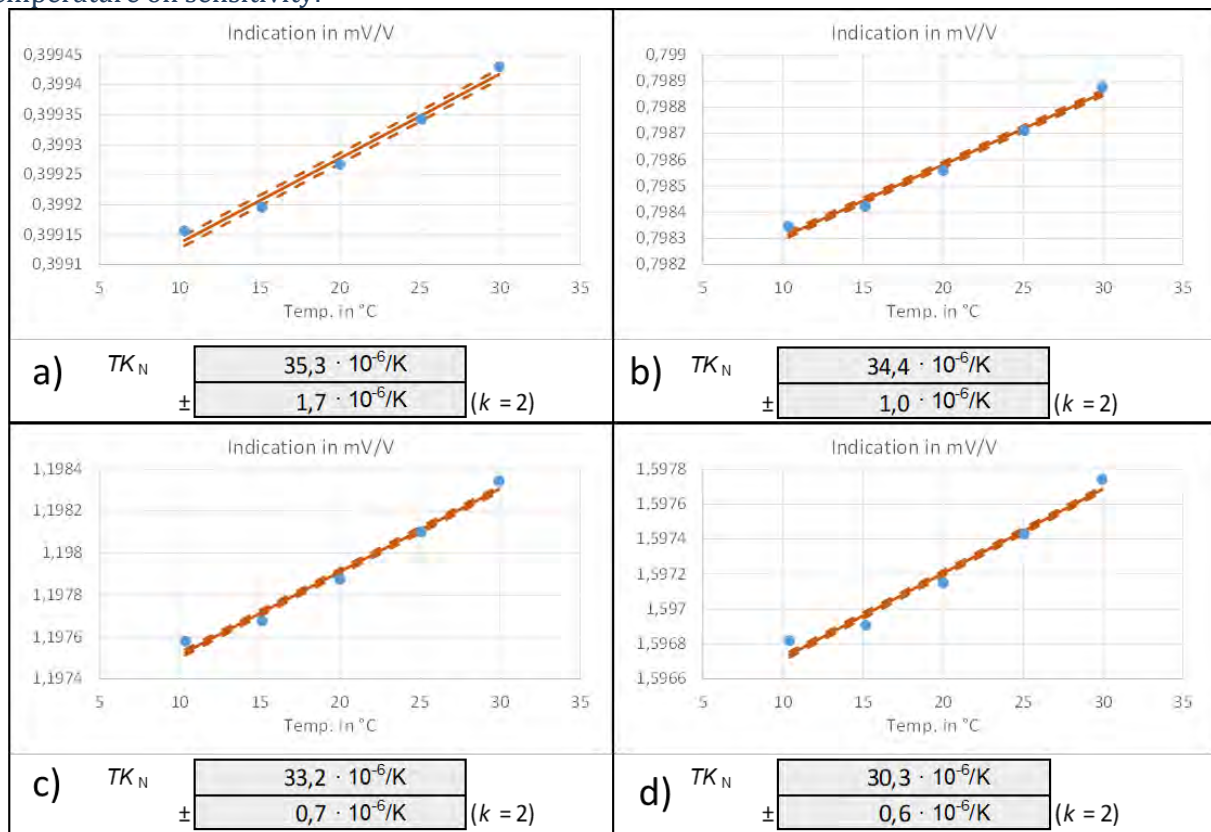 emperature on sensitivity.
Indication in mV/V
0,39945
0,3994
0,39935
0,3993
0,39925
0,3992
0,39915
0,3991
5 10 15 20 25 30 35
Temp. in °C
a) TK N 35,3 · 10-6/K
± 1,7 · 10-6/K (k = 2)
Indication in mV/V
0,799
0,7989
0,7988
0,7987
0,7986
0,7985
0,7984
0,7983
0,7982
5 10 15 20 25 30 35
Temp. in °C
b) TK N 34,4 · 10-6/K
± 1,0 · 10-6/K (k = 2)
Indication in mV/V
1,1984
1,1982
1,198
1,1978
1,1976
1,1974
5 10 15 20 25 30 35
Temp. in °C
c) TK N 33,2 · 10-6/K
± 0,7 · 10-6/K (k = 2)
Indication in mV/V
1,5978
1,5976
1,5974
1,5972
1,597
1,5968
1,5966
5 10 15 20 25 30 35
Temp. in °C
d) TK N 30,3 · 10-6/K
± 0,6 · 10-6/K (k = 2)